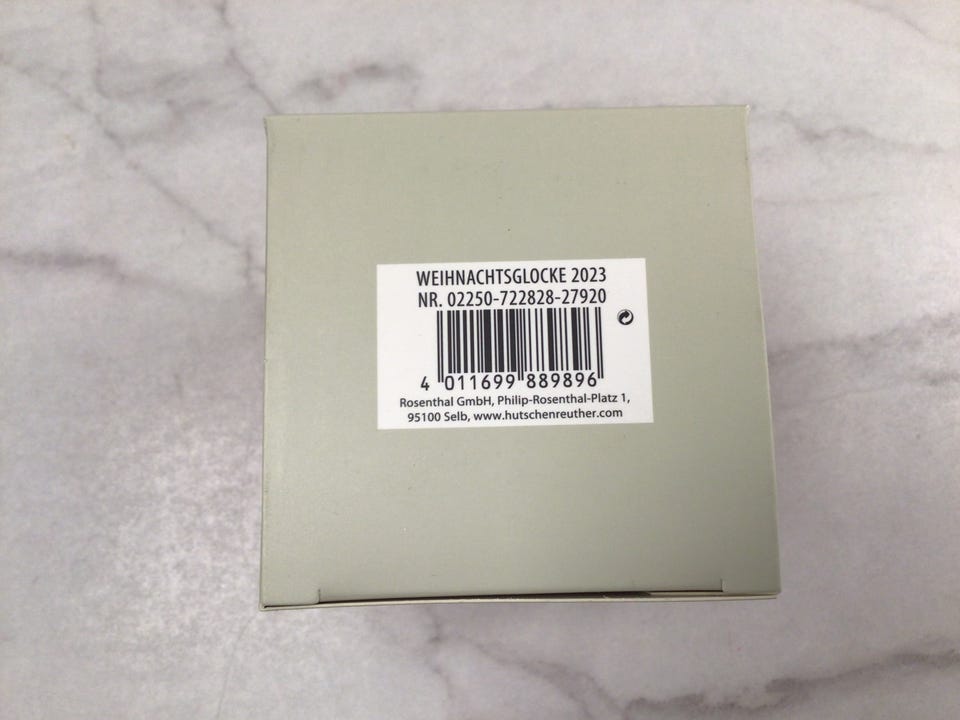 WEIHNACHTSGLOCKE 2023
NR. 02250-722828-27920
4 011699 889896
Rosenthal GmbH, Philip-Rosenthal-Platz 1,
95100 Selb, www.hutschenreuther.com